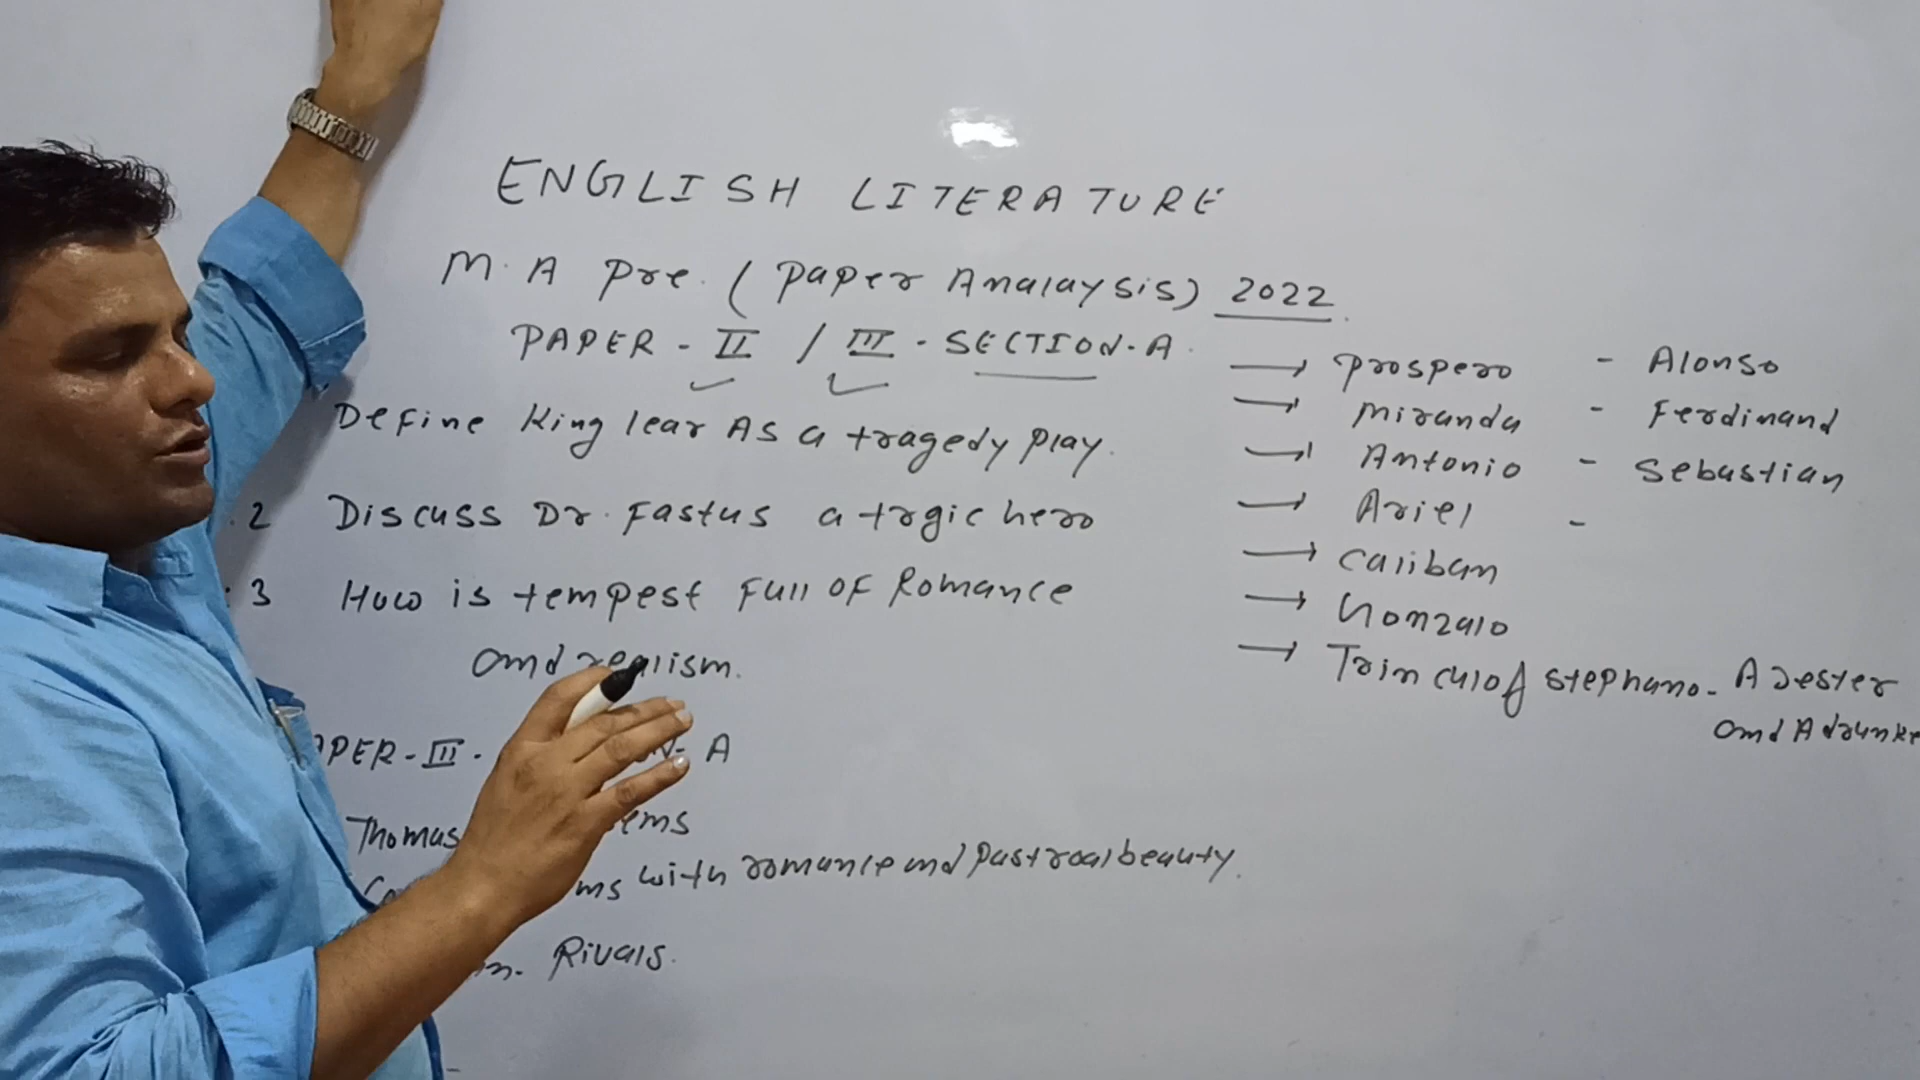 ENGLISH LITERATURE
M. A Pre. (Paper Analaysis) 2022
PAPER - II / III - SECTION - A
Define King lear As a tragedy Play.
.2 Discuss Dr. Fastus a trgic hero
:3 How is tempest Full OF Romance
and realism.
PER - III - A
Thomas ems
ms with romance and Pastroal beauty.
Rivals.
→ Prospero - Alonso
→ Miranda - Ferdinand
→ Antonio - Sebastian
→ Ariel -
→ Caliban
→ Gonzalo
→ Trinculo & Stephano - A Jester
and A drunke